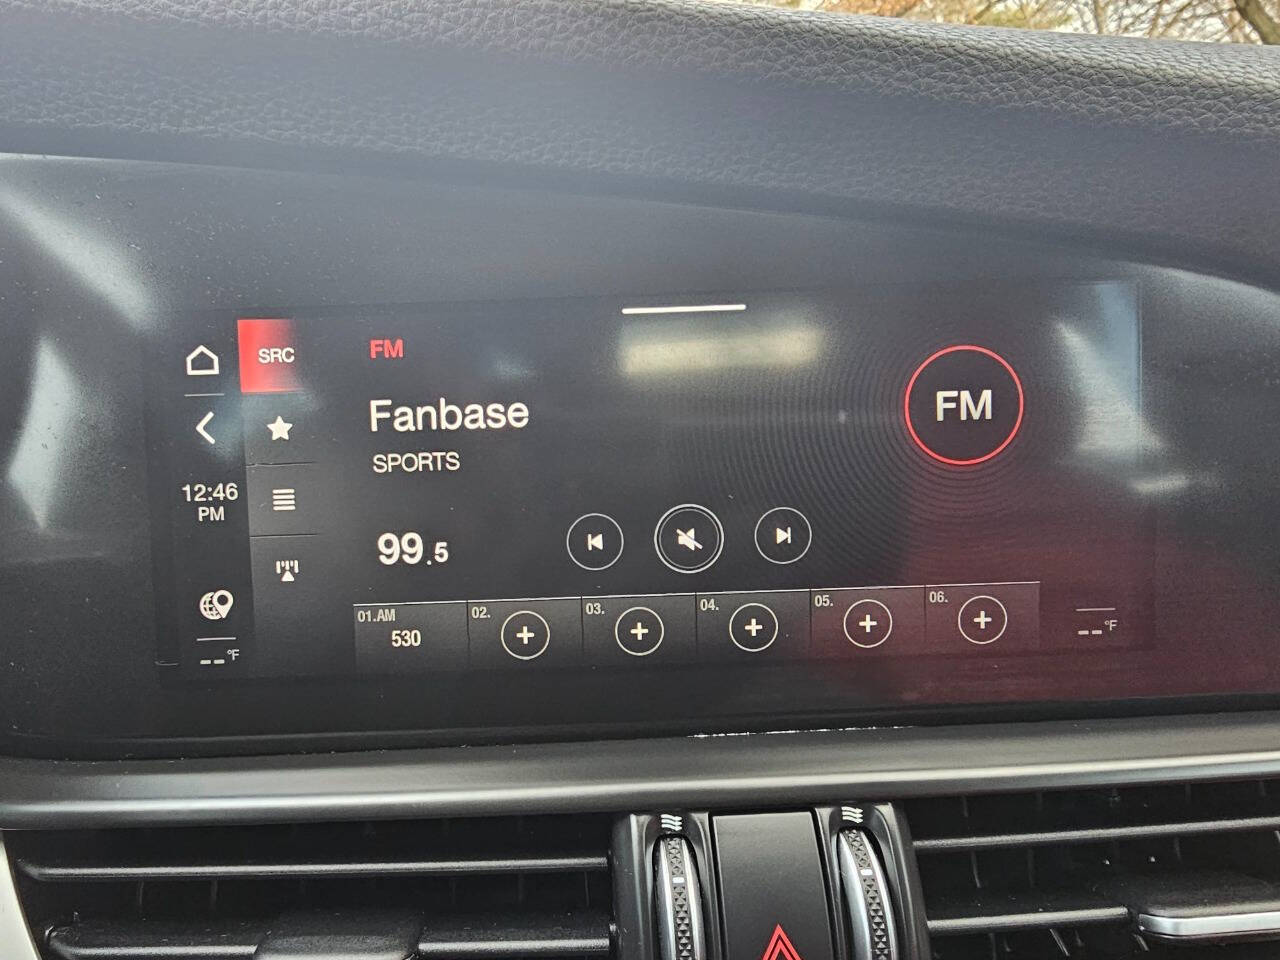 SRC
FM
Fanbase
SPORTS
FM
12:46
PM
99.5
01.AM
530
02.
03.
04.
05.
06.
--°F
--°F